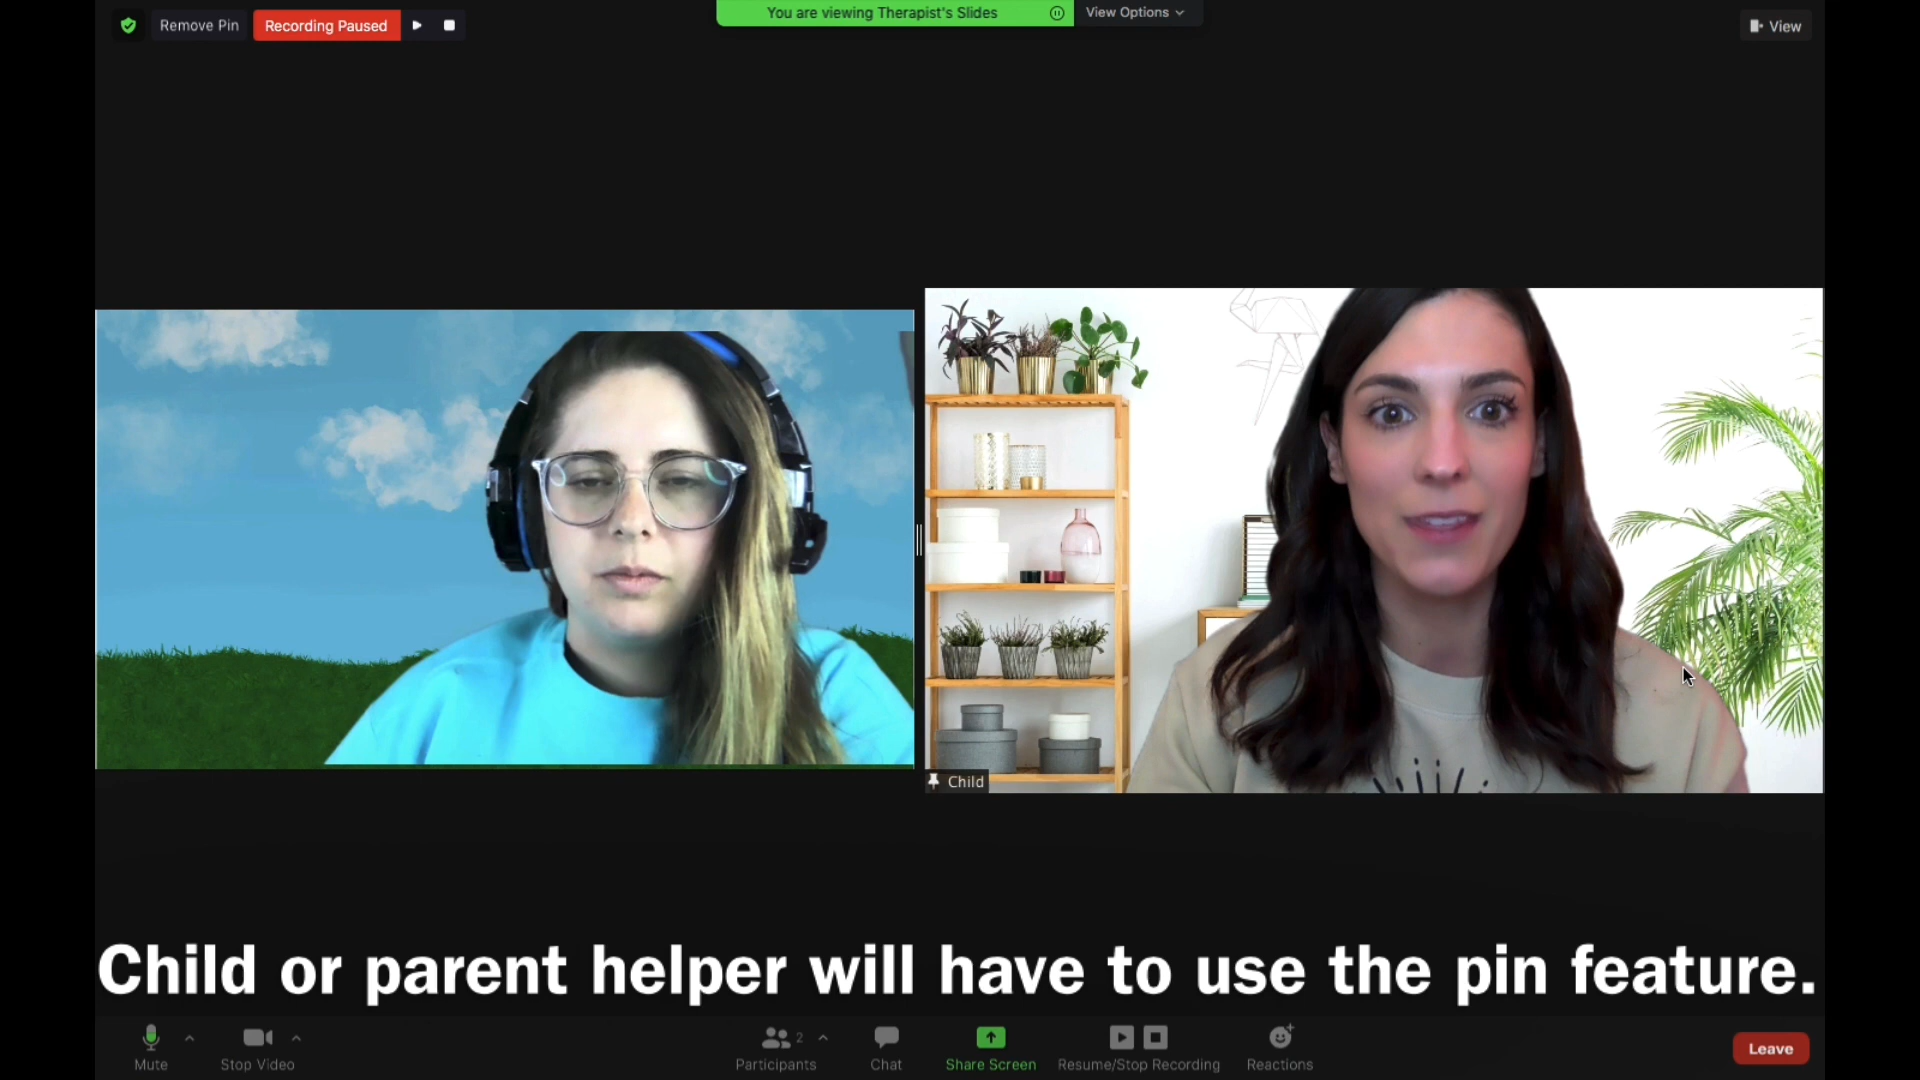 Remove Pin
Recording Paused
You are viewing Therapist's Slides
View Options
View
Child
Child or parent helper will have to use the pin feature.
Mute
Stop Video
Participants
2
Chat
Share Screen
Resume/Stop Recording
Reactions
Leave